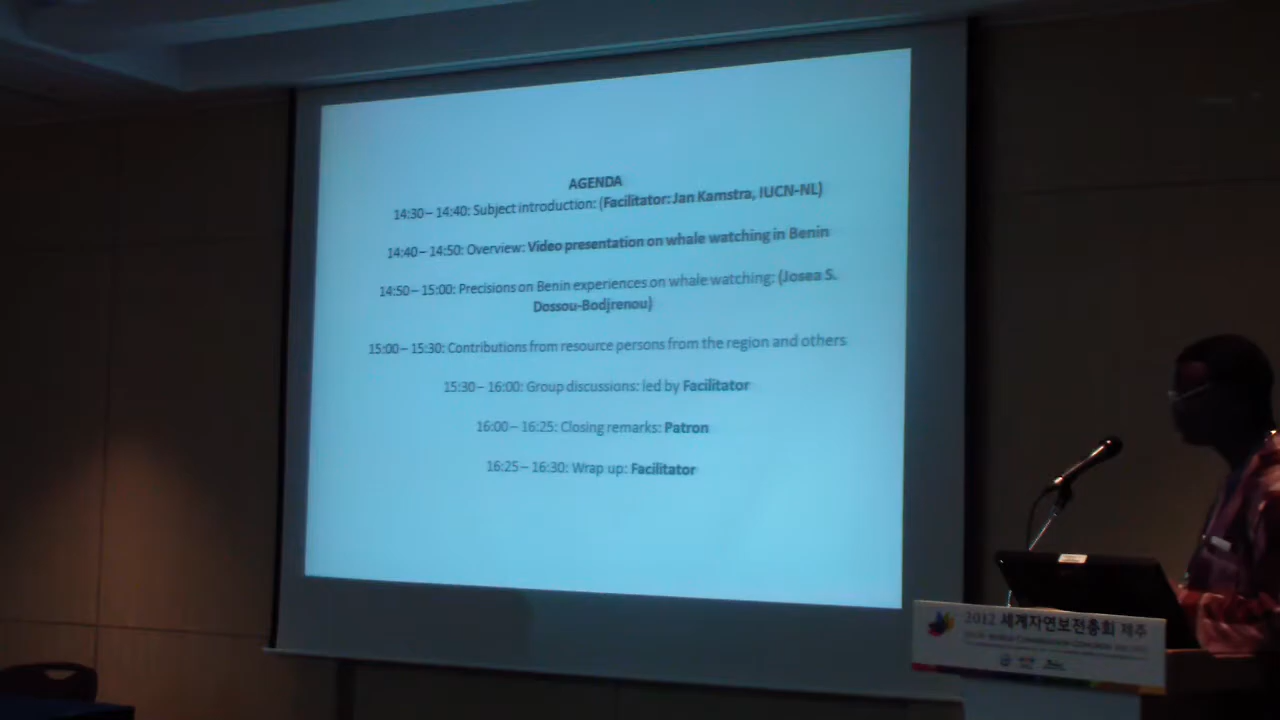 AGENDA
14:30 – 14:40: Subject introduction: (Facilitator: Jan Kamstra, IUCN-NL)
14:40 – 14:50: Overview: Video presentation on whale watching in Benin
14:50 – 15:00: Precisions on Benin experiences on whale watching: (Josea S.
Dossou-Bodjrenou)
15:00 – 15:30: Contributions from resource persons from the region and others
15:30 – 16:00: Group discussions: led by Facilitator
16:00 – 16:25: Closing remarks: Patron
16:25 – 16:30: Wrap up: Facilitator
2012 세계자연보전총회 제주